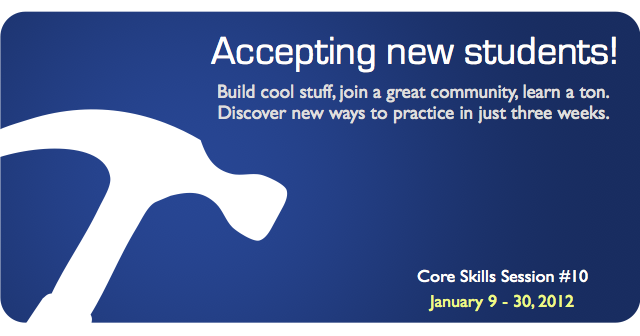 Accepting new students!
Build cool stuff, join a great community, learn a ton.
Discover new ways to practice in just three weeks.
Core Skills Session #10
January 9 - 30, 2012